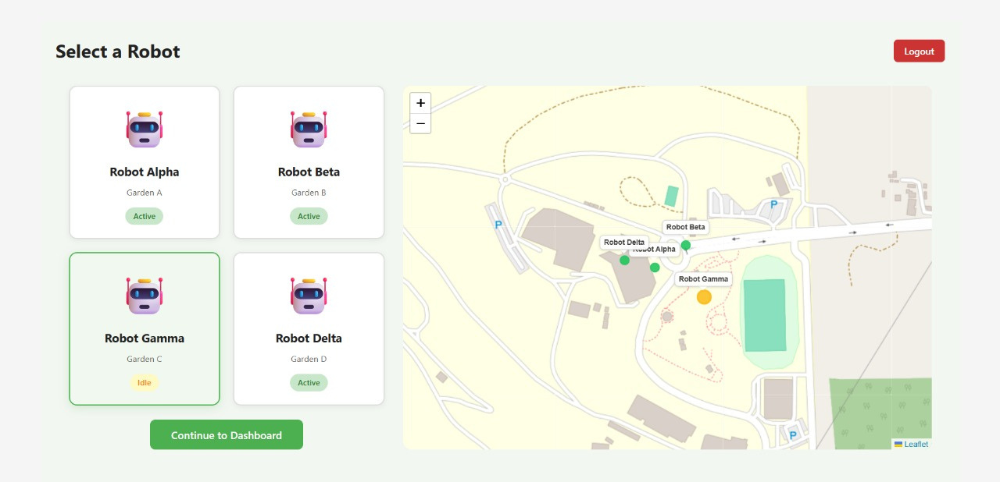 Select a Robot
Logout
Robot Alpha
Garden A
Active
Robot Beta
Garden B
Active
Robot Gamma
Garden C
Idle
Robot Delta
Garden D
Active
Continue to Dashboard
+
−
P
P
Robot Beta
Robot Delta
Robot Alpha
Robot Gamma
P
Leaflet